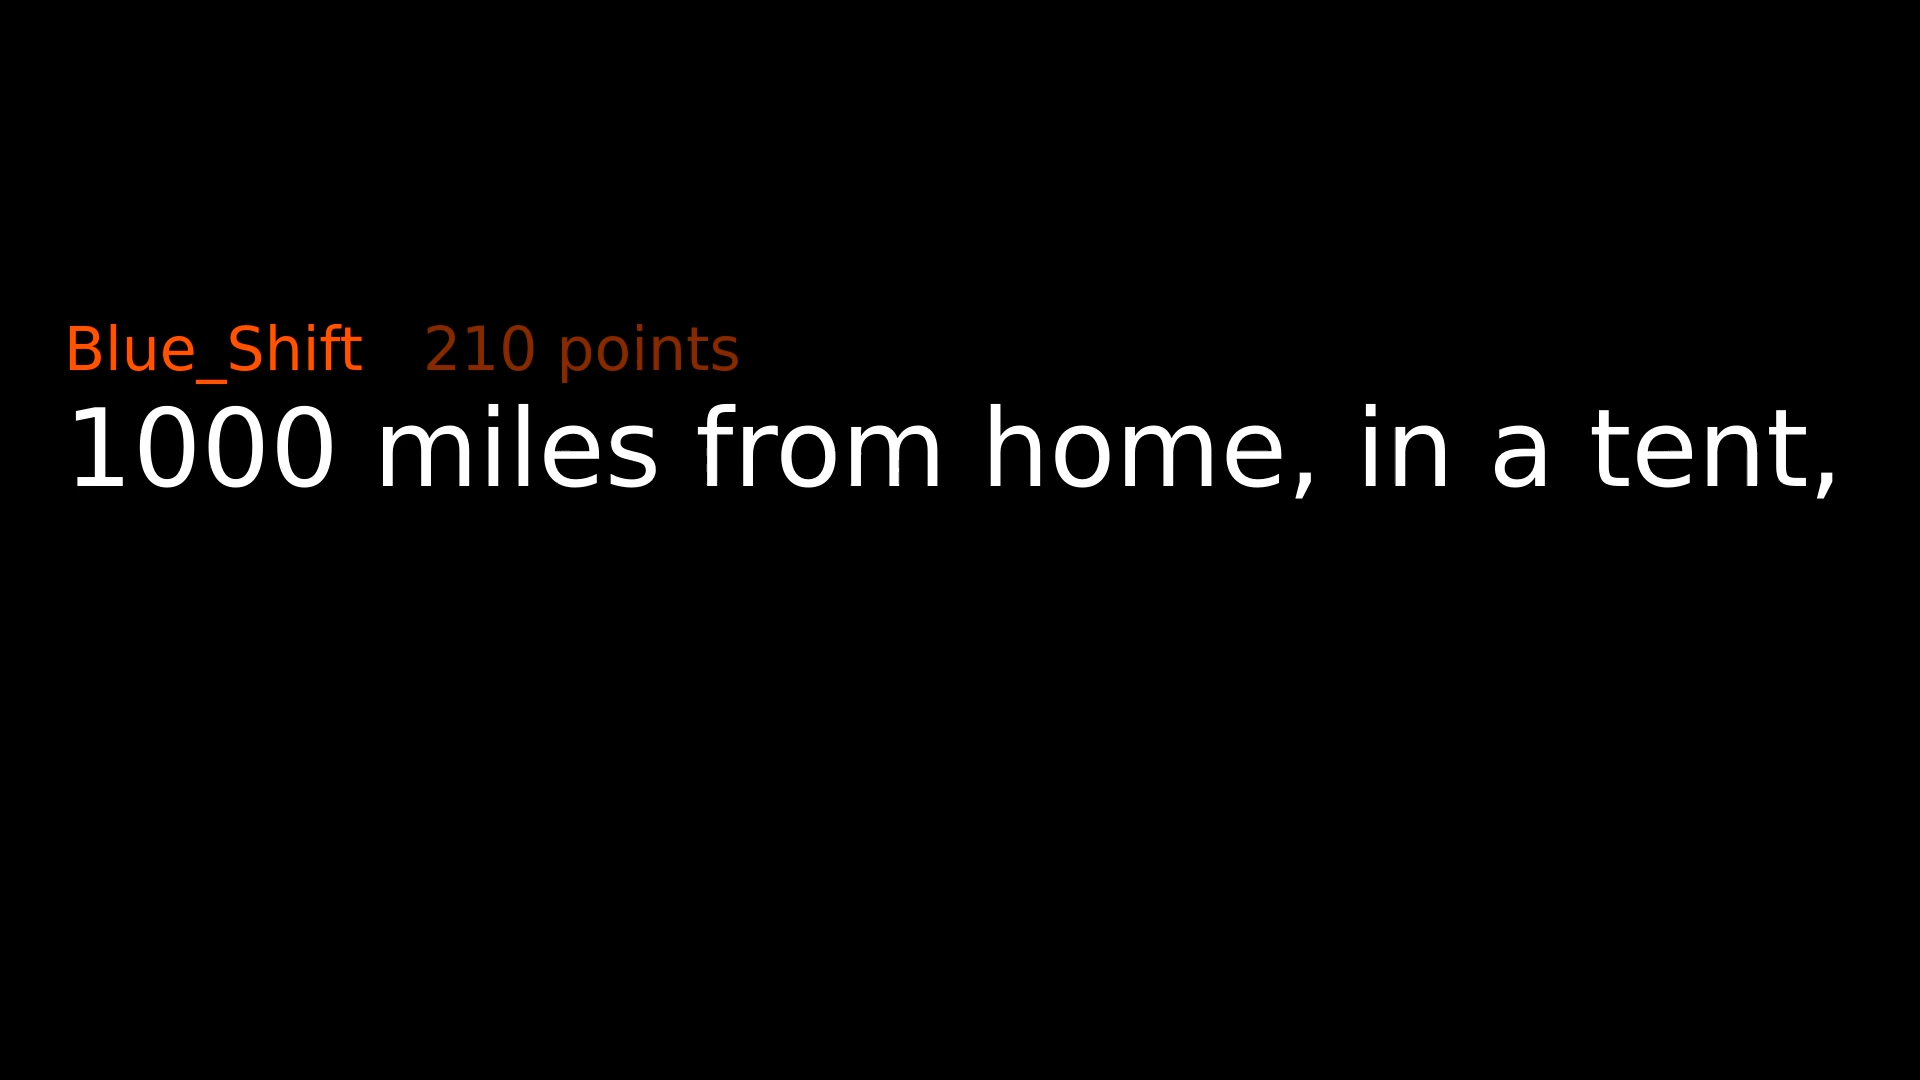 Blue_Shift 210 points
1000 miles from home, in a tent,